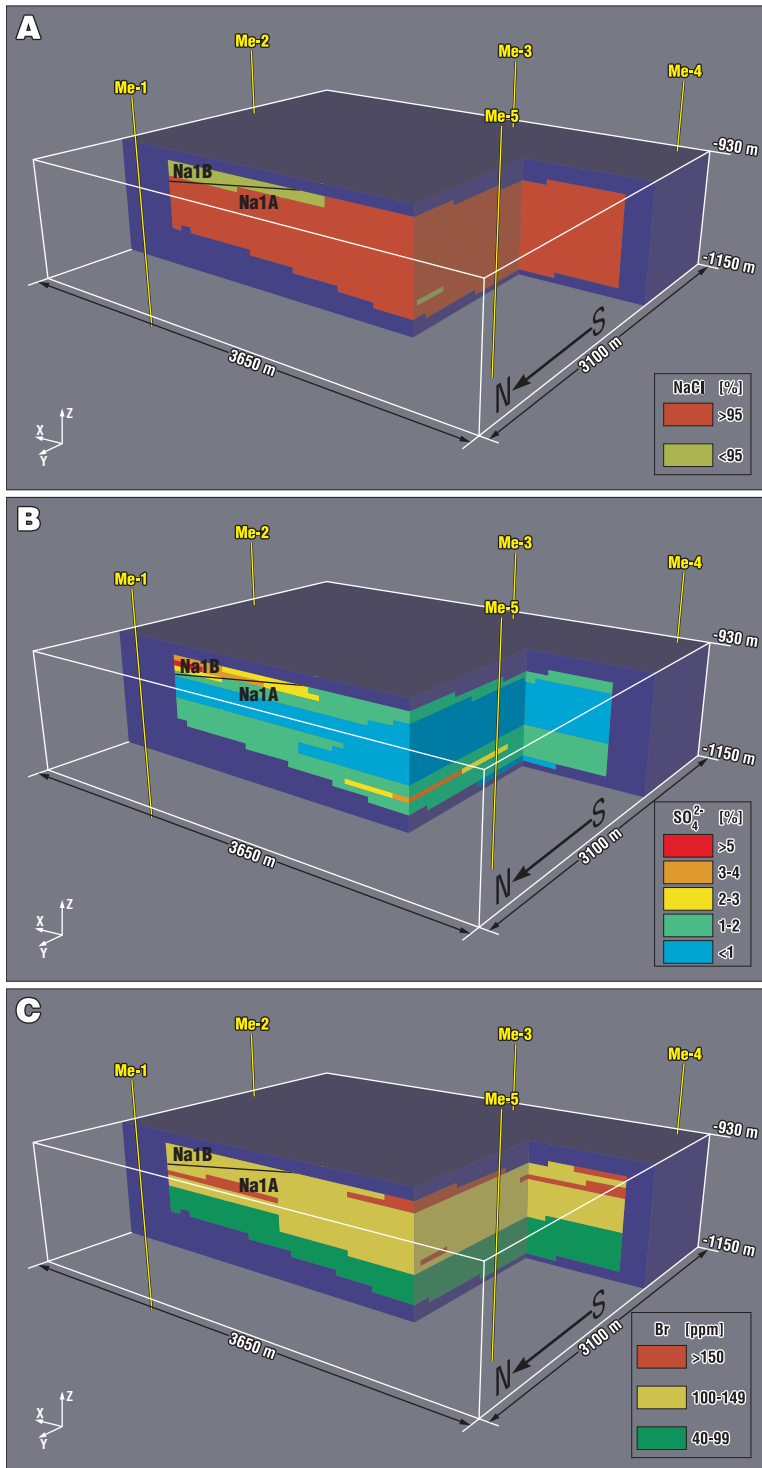 A
Me-2
Me-3
Me-4
Me-1
Me-5
-930 m
Na1B
Na1A
-1150 m
S
3650 m
3100 m
N
NaCl [%]
>95
<95
Z
X
Y
B
Me-2
Me-3
Me-4
Me-1
Me-5
-930 m
Na1B
Na1A
-1150 m
S
3650 m
3100 m
N
SO₄²⁻ [%]
>5
3-4
2-3
1-2
<1
Z
X
Y
C
Me-2
Me-3
Me-4
Me-1
Me-5
-930 m
Na1B
Na1A
-1150 m
S
3650 m
3100 m
N
Br [ppm]
>150
100-149
40-99
Z
X
Y